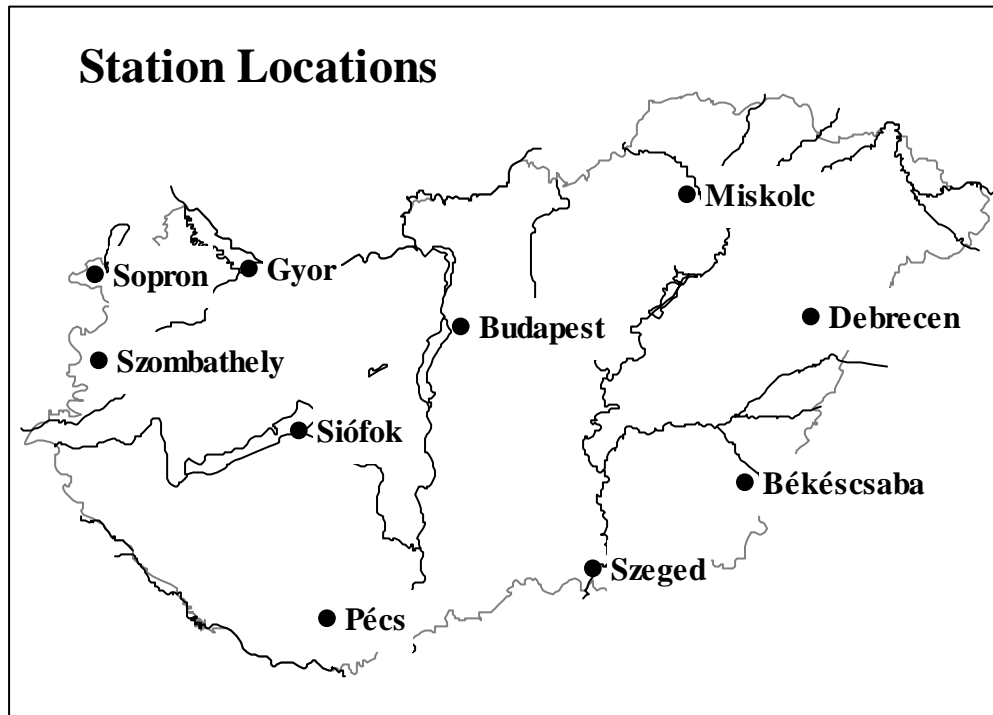 Station Locations
Miskolc
Sopron
Gyor
Debrecen
Budapest
Szombathely
Siófok
Békéscsaba
Szeged
Pécs